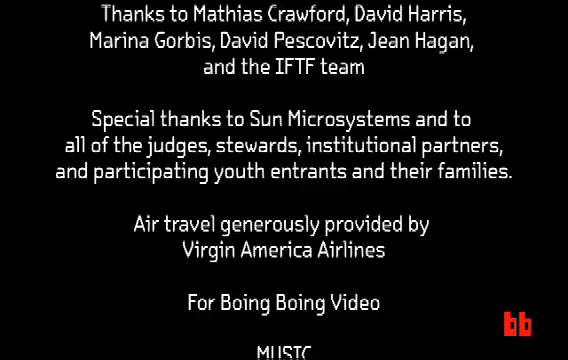 Thanks to Mathias Crawford, David Harris,
Marina Gorbis, David Pescovitz, Jean Hagan,
and the IFTF team
Special thanks to Sun Microsystems and to
all of the judges, stewards, institutional partners,
and participating youth entrants and their families.
Air travel generously provided by
Virgin America Airlines
For Boing Boing Video
bb
MUSIC